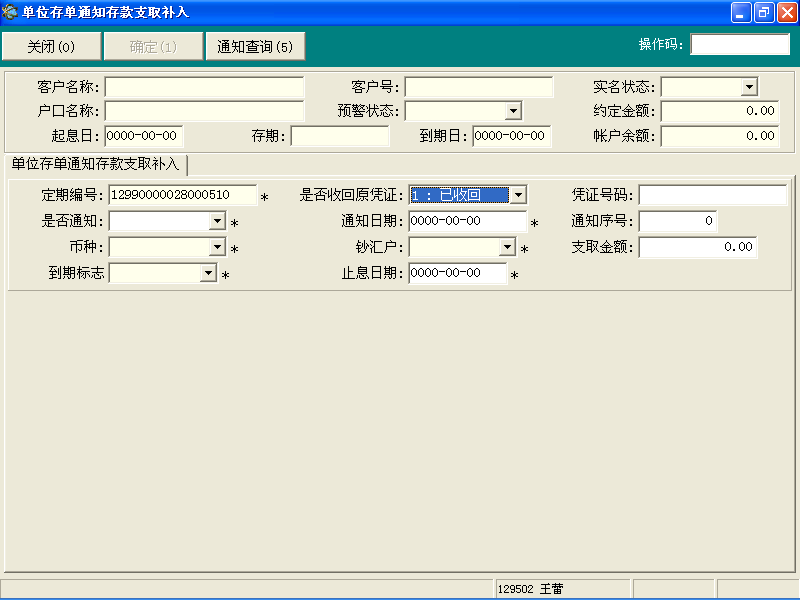 单位存单通知存款支取补入
关闭(0) 确定(1) 通知查询(5) 操作码:
客户名称: 客户号: 实名状态:
户口名称: 预警状态: 约定金额: 0.00
起息日: 0000-00-00 存期: 到期日: 0000-00-00 帐户余额: 0.00
单位存单通知存款支取补入
定期编号: 12990000028000510 * 是否收回原凭证: 1 : 已收回 凭证号码:
是否通知: * 通知日期: 0000-00-00 * 通知序号: 0
币种: * 钞汇户: * 支取金额: 0.00
到期标志 * 止息日期: 0000-00-00 *
129502 王蕾